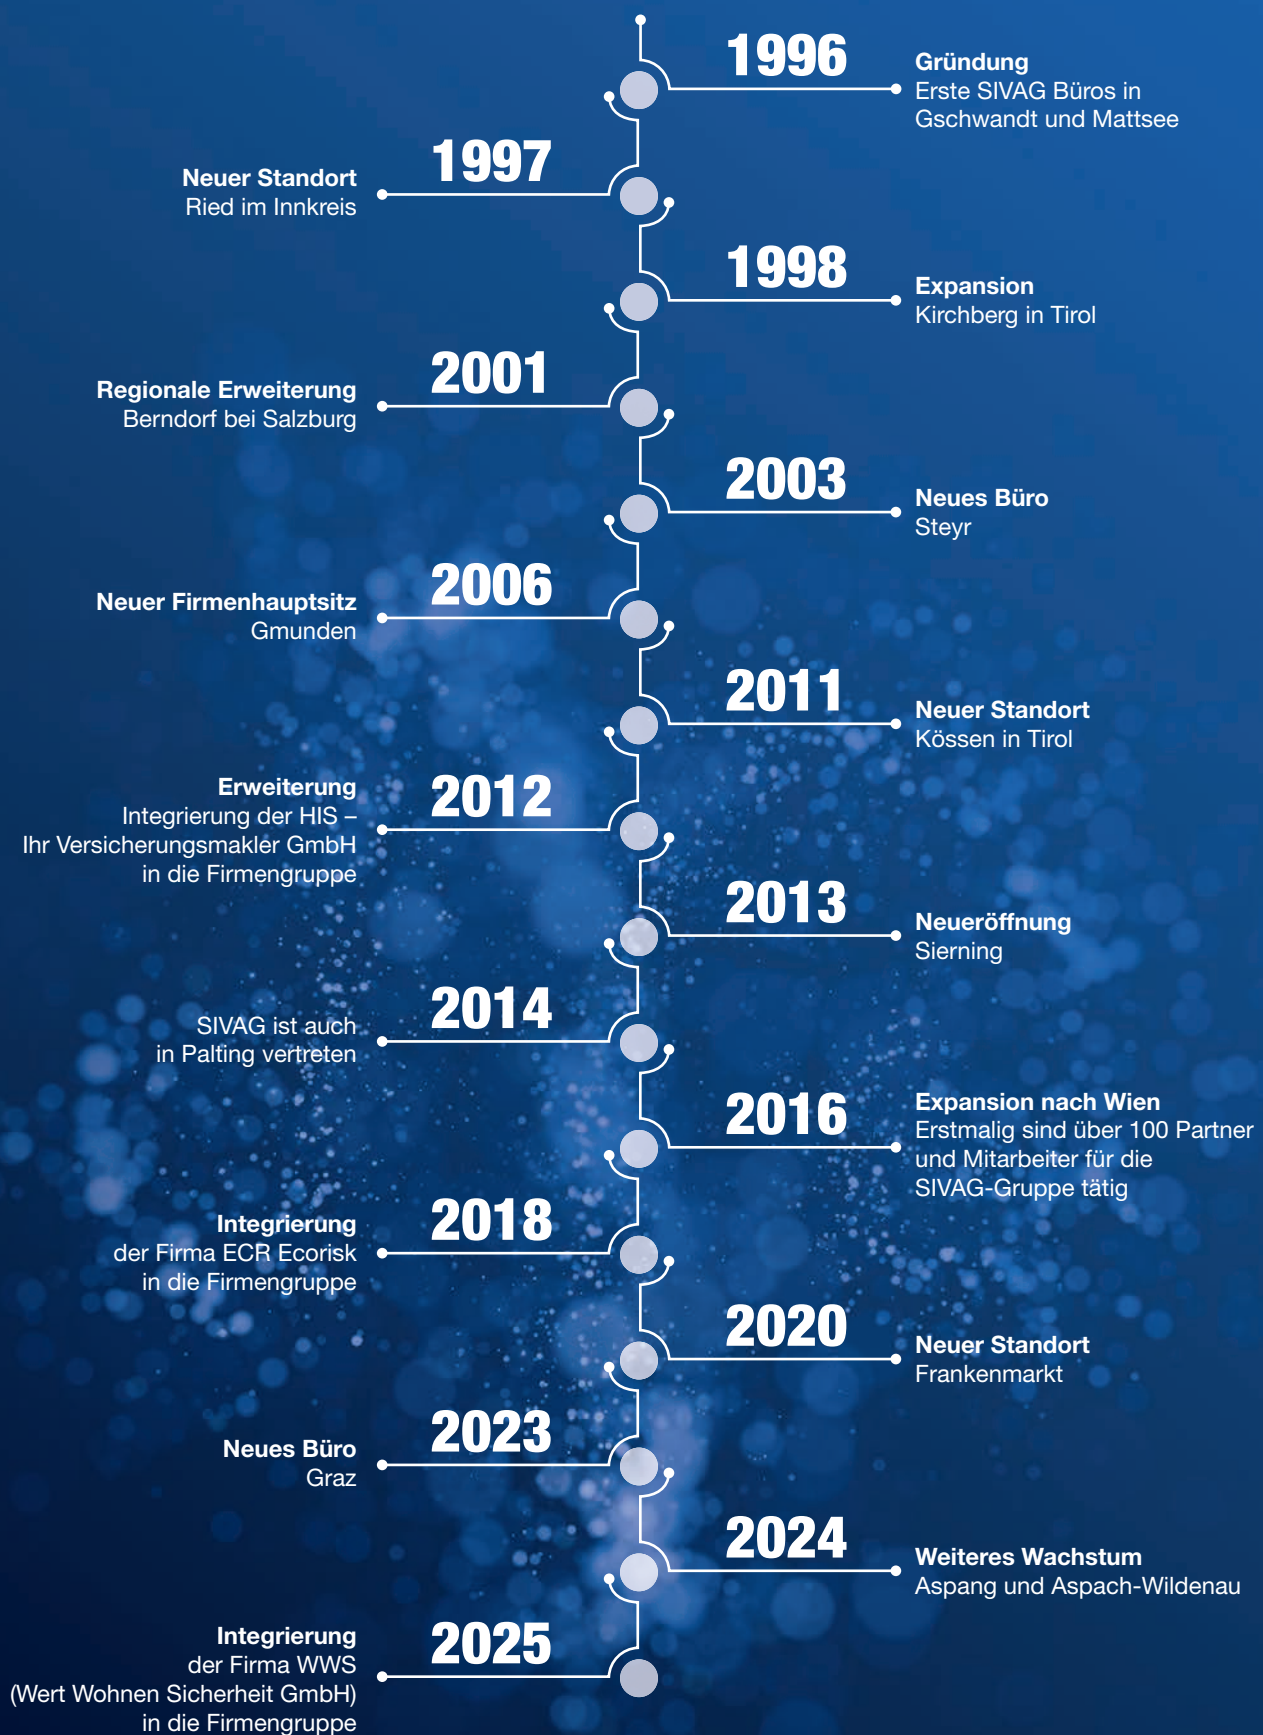 1996
Gründung
Erste SIVAG Büros in
Gschwandt und Mattsee
1997
Neuer Standort
Ried im Innkreis
1998
Expansion
Kirchberg in Tirol
2001
Regionale Erweiterung
Berndorf bei Salzburg
2003
Neues Büro
Steyr
2006
Neuer Firmenhauptsitz
Gmunden
2011
Neuer Standort
Kössen in Tirol
2012
Erweiterung
Integrierung der HIS –
Ihr Versicherungsmakler GmbH
in die Firmengruppe
2013
Neueröffnung
Sierning
2014
SIVAG ist auch
in Palting vertreten
2016
Expansion nach Wien
Erstmalig sind über 100 Partner
und Mitarbeiter für die
SIVAG-Gruppe tätig
2018
Integrierung
der Firma ECR Ecorisk
in die Firmengruppe
2020
Neuer Standort
Frankenmarkt
2023
Neues Büro
Graz
2024
Weiteres Wachstum
Aspang und Aspach-Wildenau
2025
Integrierung
der Firma WWS
(Wert Wohnen Sicherheit GmbH)
in die Firmengruppe